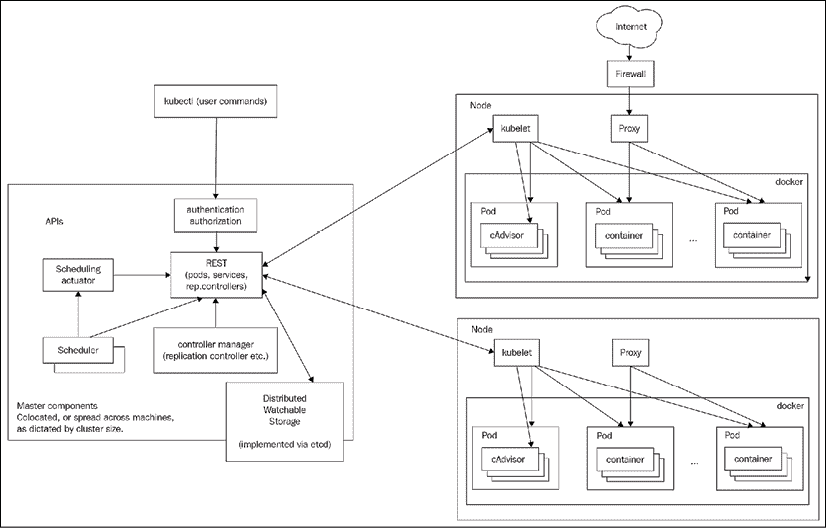 Internet
Firewall
kubectl (user commands)
Node
kubelet
Proxy
docker
Pod
cAdvisor
Pod
container
...
Pod
container
APIs
authentication
authorization
REST
(pods, services,
rep.controllers)
Scheduling
actuator
Scheduler
controller manager
(replication controller etc.)
Distributed
Watchable
Storage
(implemented via etcd)
Master components
Colocated, or spread across machines,
as dictated by cluster size.
Node
kubelet
Proxy
docker
Pod
cAdvisor
Pod
container
...
Pod
container